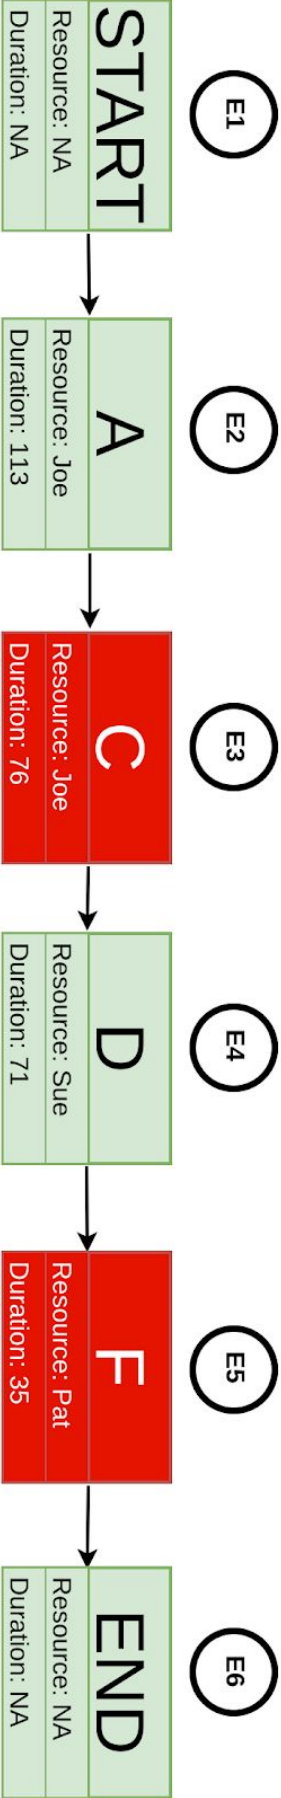 E1
START
Resource: NA
Duration: NA
E2
A
Resource: Joe
Duration: 113
E3
C
Resource: Joe
Duration: 76
E4
D
Resource: Sue
Duration: 71
E5
F
Resource: Pat
Duration: 35
E6
END
Resource: NA
Duration: NA